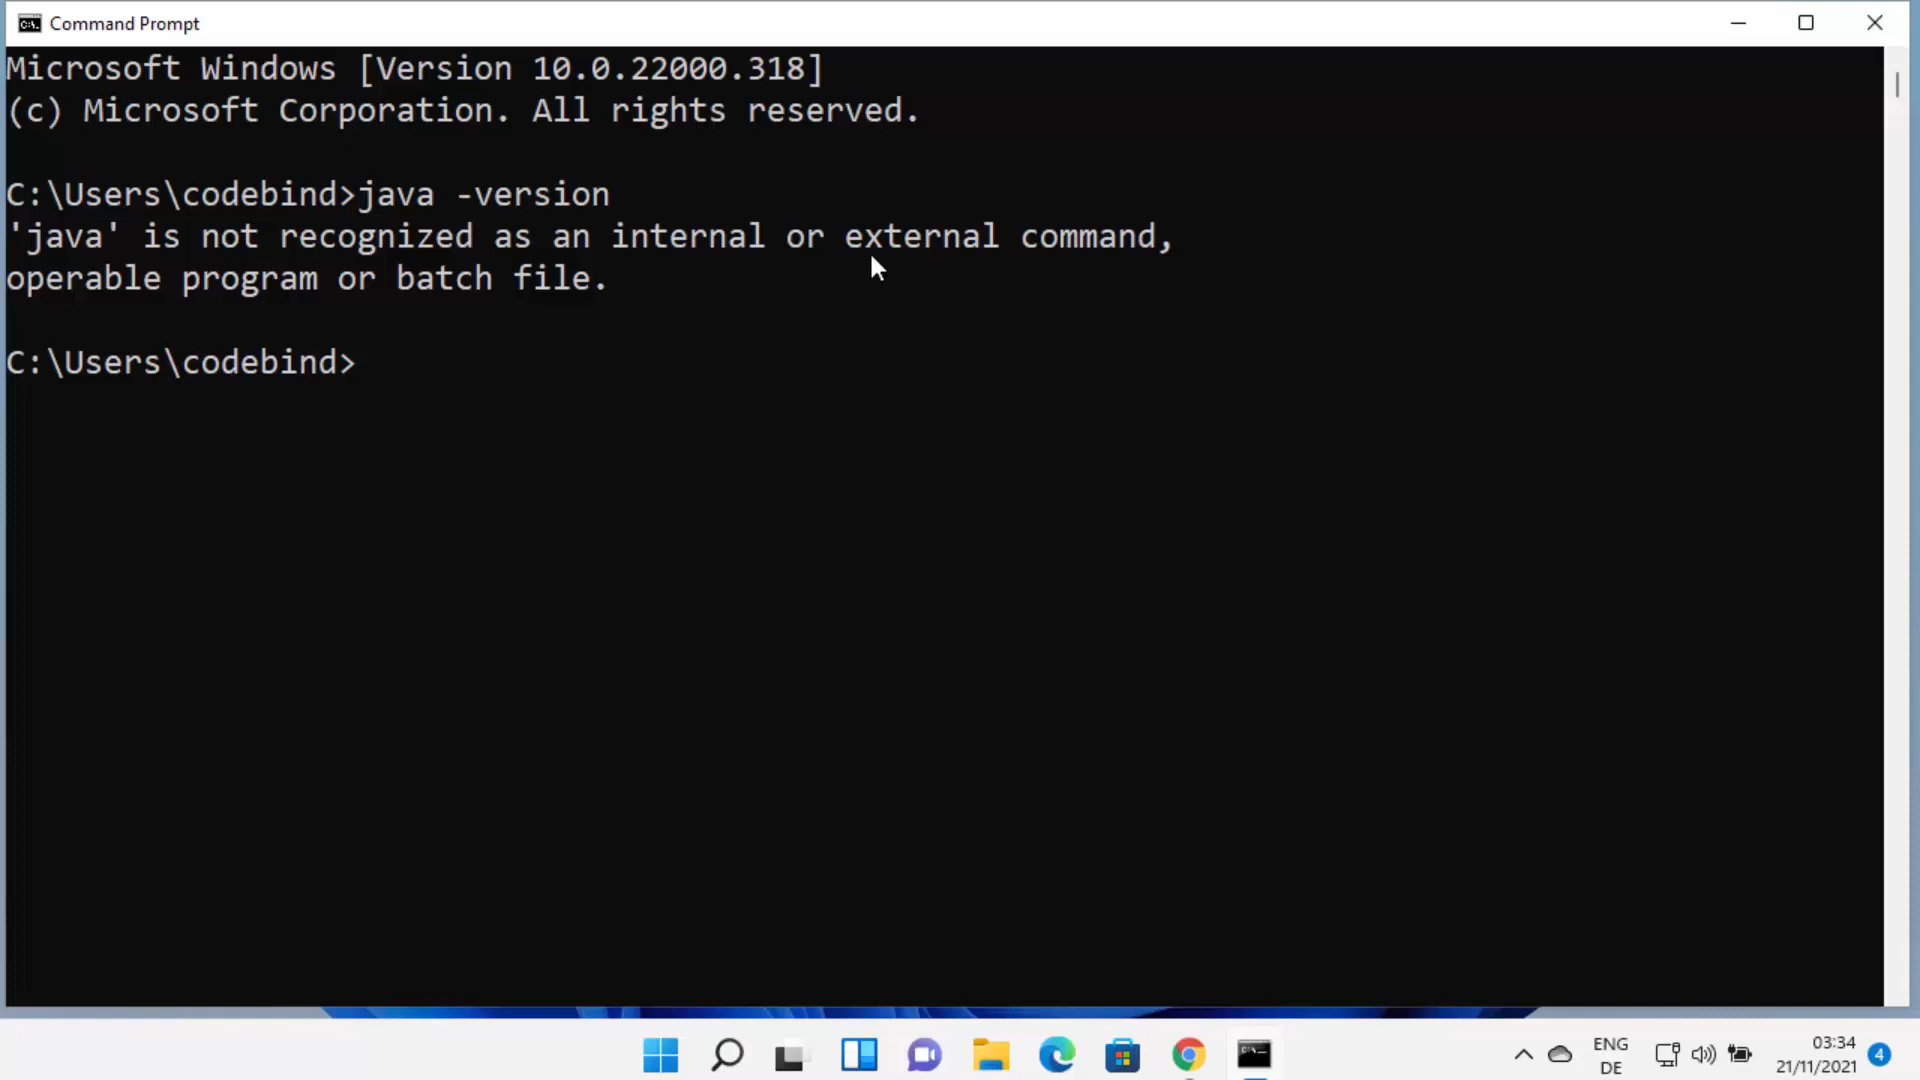 Command Prompt
Microsoft Windows [Version 10.0.22000.318]
(c) Microsoft Corporation. All rights reserved.
C:\Users\codebind>java -version
'java' is not recognized as an internal or external command,
operable program or batch file.
C:\Users\codebind>
ENG
DE
03:34
21/11/2021
4